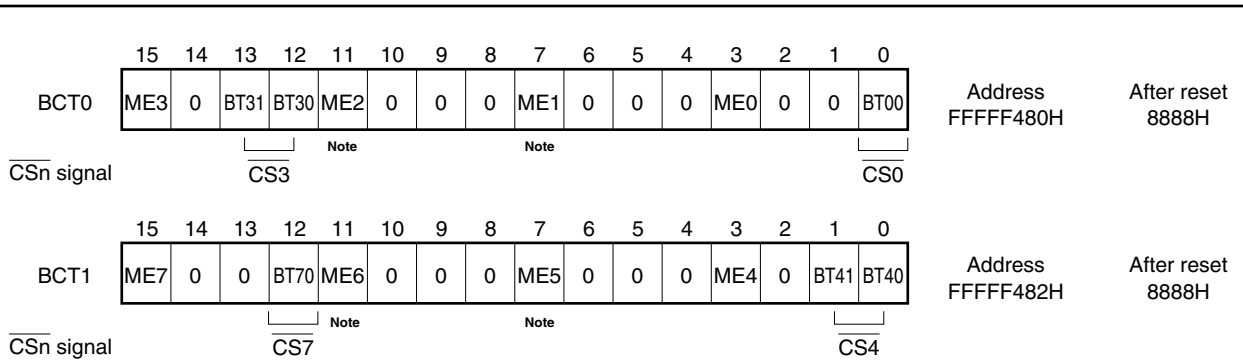 15 14 13 12 11 10 9 8 7 6 5 4 3 2 1 0
BCT0 ME3 0 BT31 BT30 ME2 0 0 0 ME1 0 0 0 ME0 0 0 BT00 Address FFFFF480H After reset 8888H
Note Note
CSn signal CS3 CS0
15 14 13 12 11 10 9 8 7 6 5 4 3 2 1 0
BCT1 ME7 0 0 BT70 ME6 0 0 0 ME5 0 0 0 ME4 0 BT41 BT40 Address FFFFF482H After reset 8888H
Note Note
CSn signal CS7 CS4